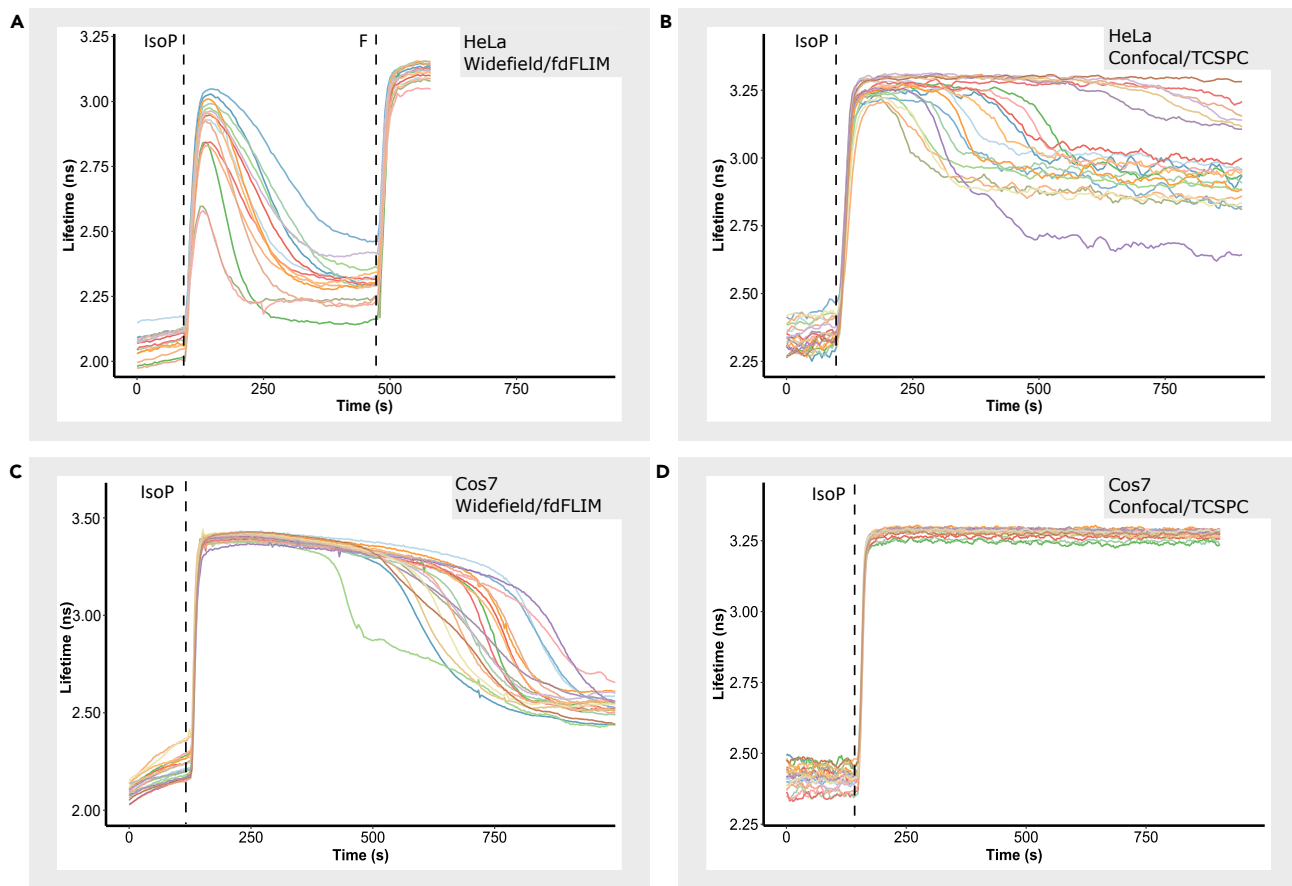 A
IsoP
F
HeLa
Widefield/fdFLIM
3.25
3.00
2.75
2.50
2.25
2.00
Lifetime (ns)
0 250 500 750
Time (s)
B
IsoP
HeLa
Confocal/TCSPC
3.25
3.00
2.75
2.50
2.25
Lifetime (ns)
0 250 500 750
Time (s)
C
IsoP
Cos7
Widefield/fdFLIM
3.50
3.00
2.50
2.00
Lifetime (ns)
0 250 500 750
Time (s)
D
IsoP
Cos7
Confocal/TCSPC
3.25
3.00
2.75
2.50
2.25
Lifetime (ns)
0 250 500 750
Time (s)